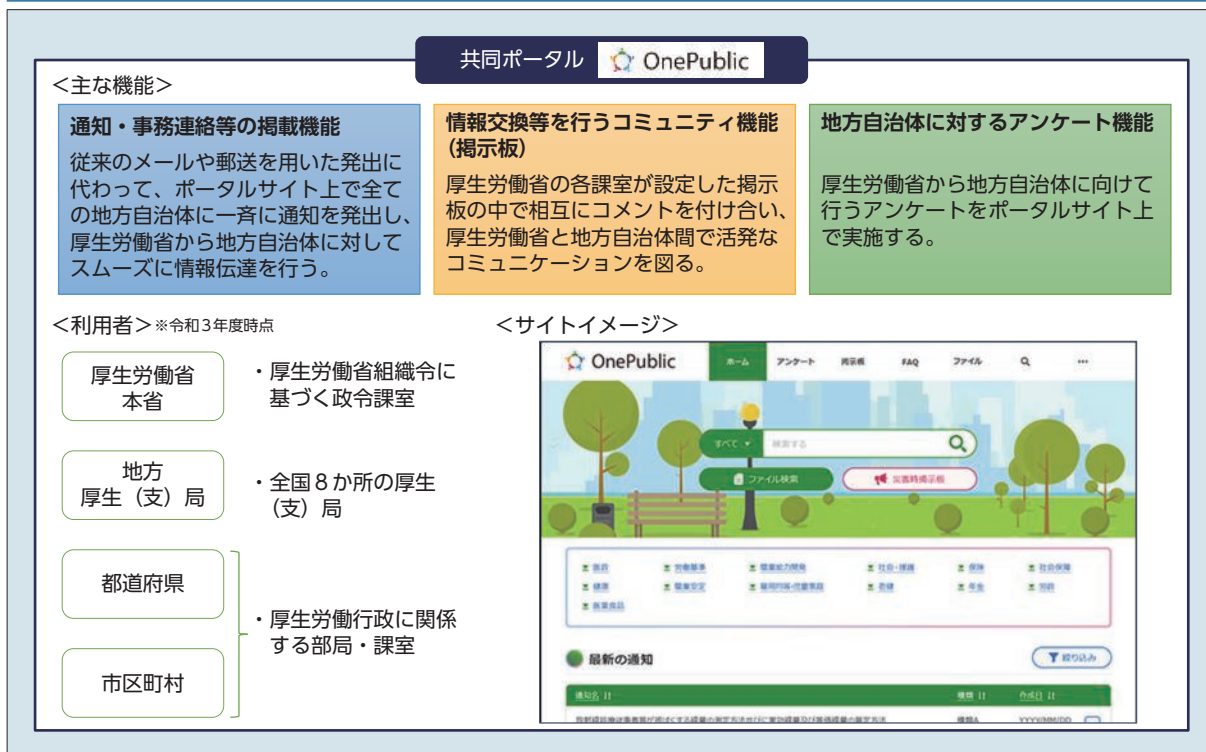 共同ポータル OnePublic
<主な機能>
通知・事務連絡等の掲載機能
従来のメールや郵送を用いた発出に
代わって、ポータルサイト上で全て
の地方自治体に一斉に通知を発出し、
厚生労働省から地方自治体に対して
スムーズに情報伝達を行う。
情報交換等を行うコミュニティ機能
(掲示板)
厚生労働省の各課室が設定した掲示
板の中で相互にコメントを付け合い、
厚生労働省と地方自治体間で活発な
コミュニケーションを図る。
地方自治体に対するアンケート機能
厚生労働省から地方自治体に向けて
行うアンケートをポータルサイト上
で実施する。
<利用者>※令和3年度時点
厚生労働省
本省
・厚生労働省組織令に
基づく政令課室
地方
厚生（支）局
・全国8か所の厚生
（支）局
都道府県
市区町村
・厚生労働行政に関係
する部局・課室
<サイトイメージ>
OnePublic ホーム アンケート 掲示板 FAQ ファイル
すべて 検索する
ファイル検索 災害時掲示板
医政 労働基準 職業能力開発 社会・援護 保険 社会保障
健康 職業安定 雇用均等・児童家庭 老健 年金 労政
医薬食品
最新の通知 絞り込み
通知名 種類 作成日
種類A YYYY/MM/DD